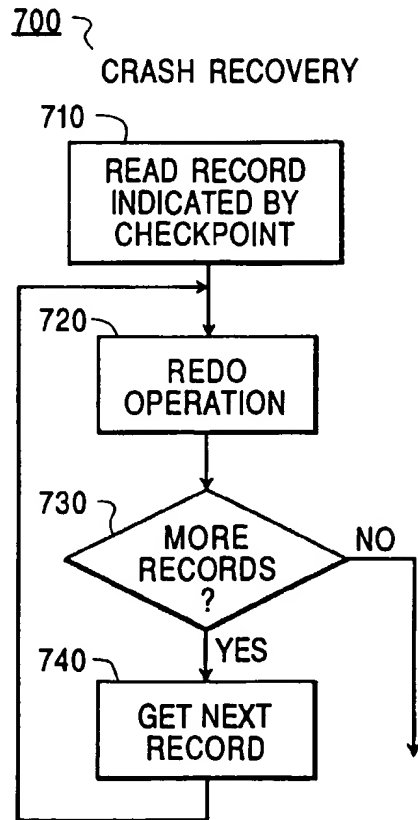 700
CRASH RECOVERY
710
READ RECORD
INDICATED BY
CHECKPOINT
720
REDO
OPERATION
730
MORE
RECORDS
?
NO
YES
740
GET NEXT
RECORD